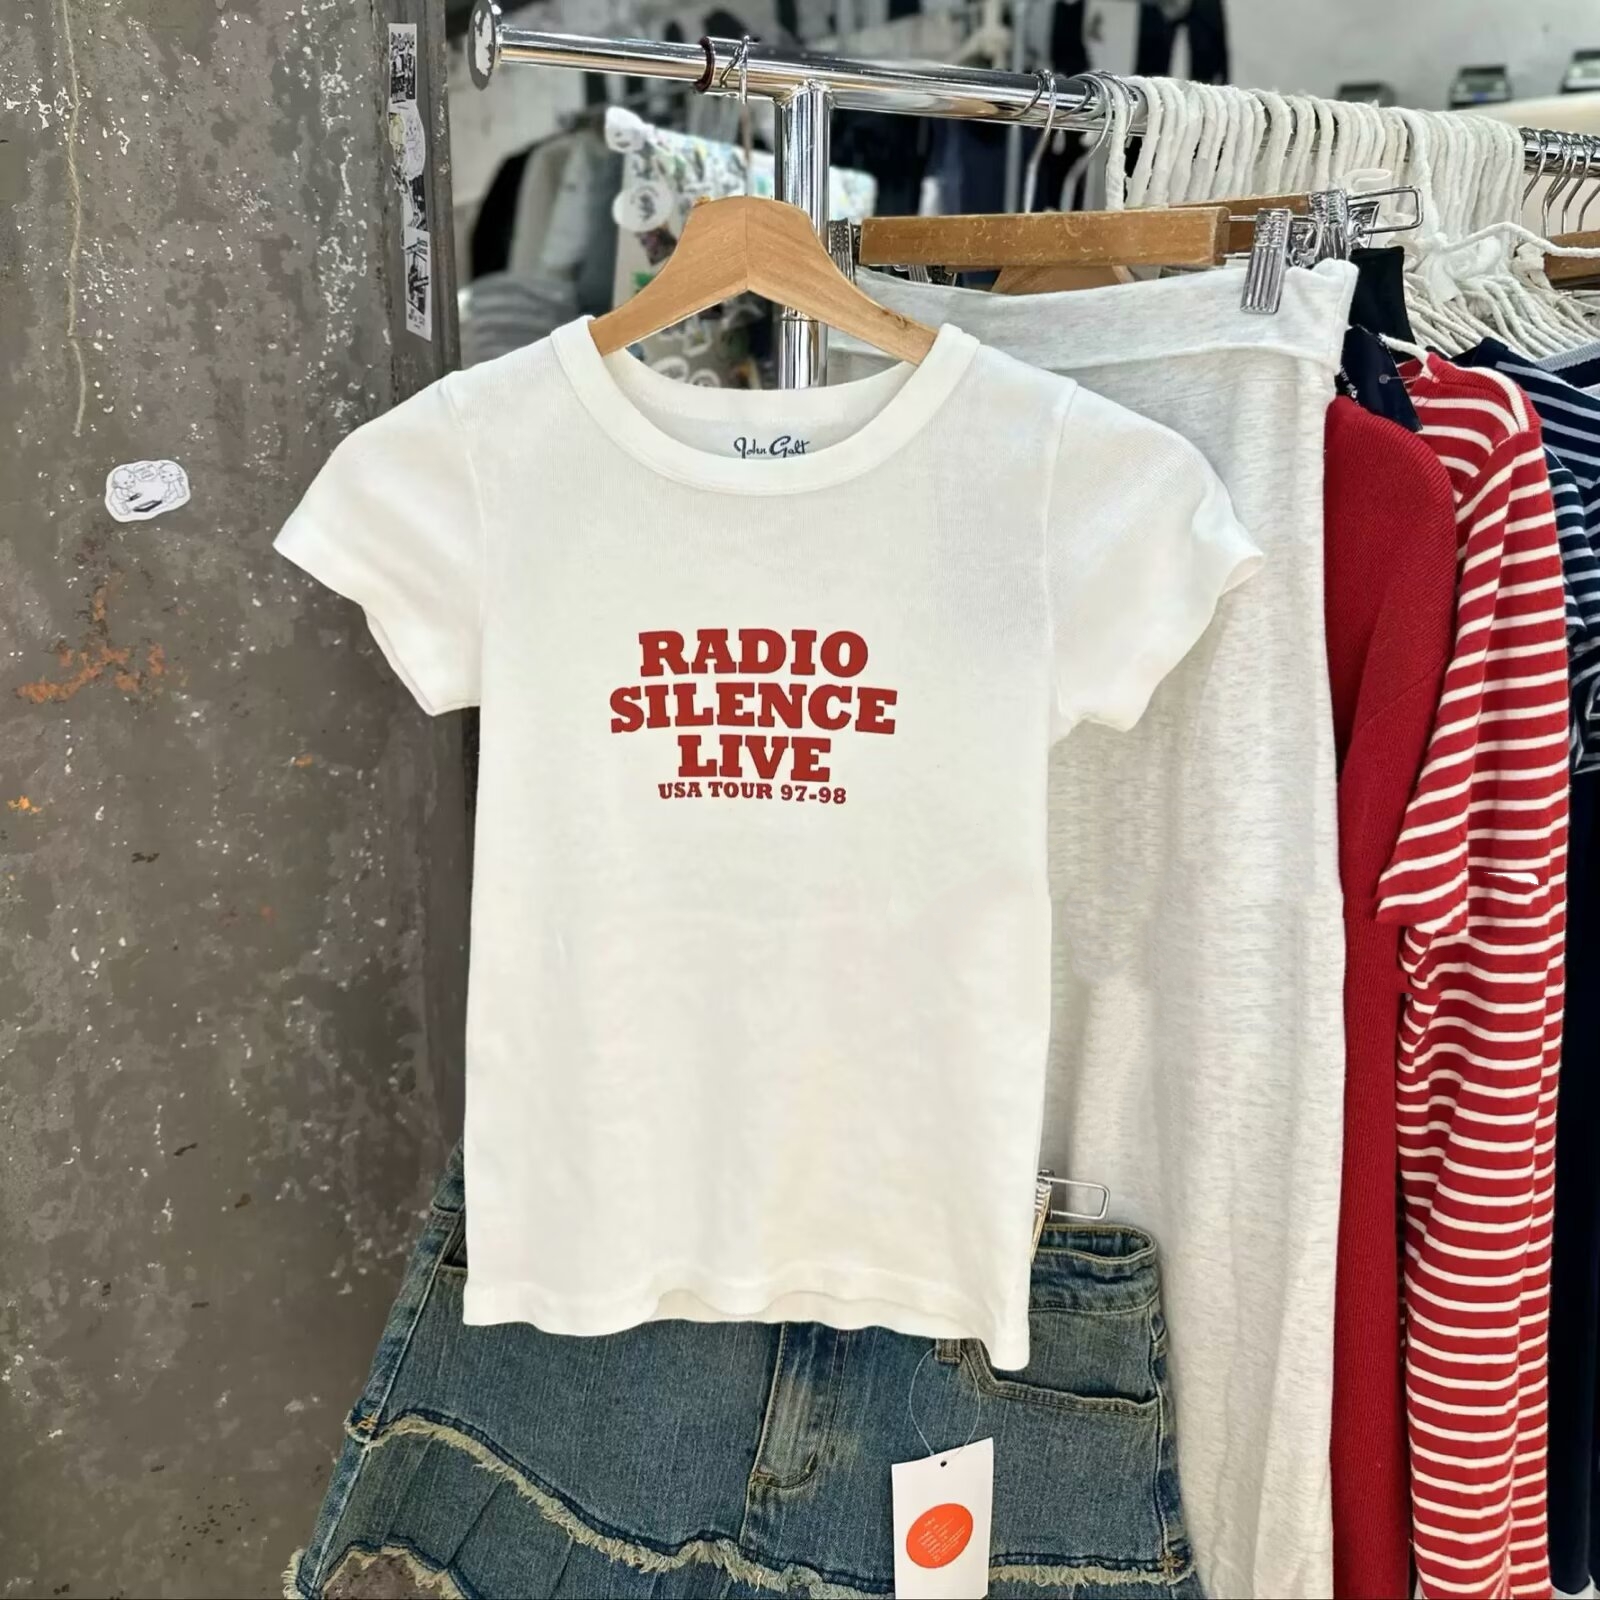 John Galt
RADIO
SILENCE
LIVE
USA TOUR 97-98